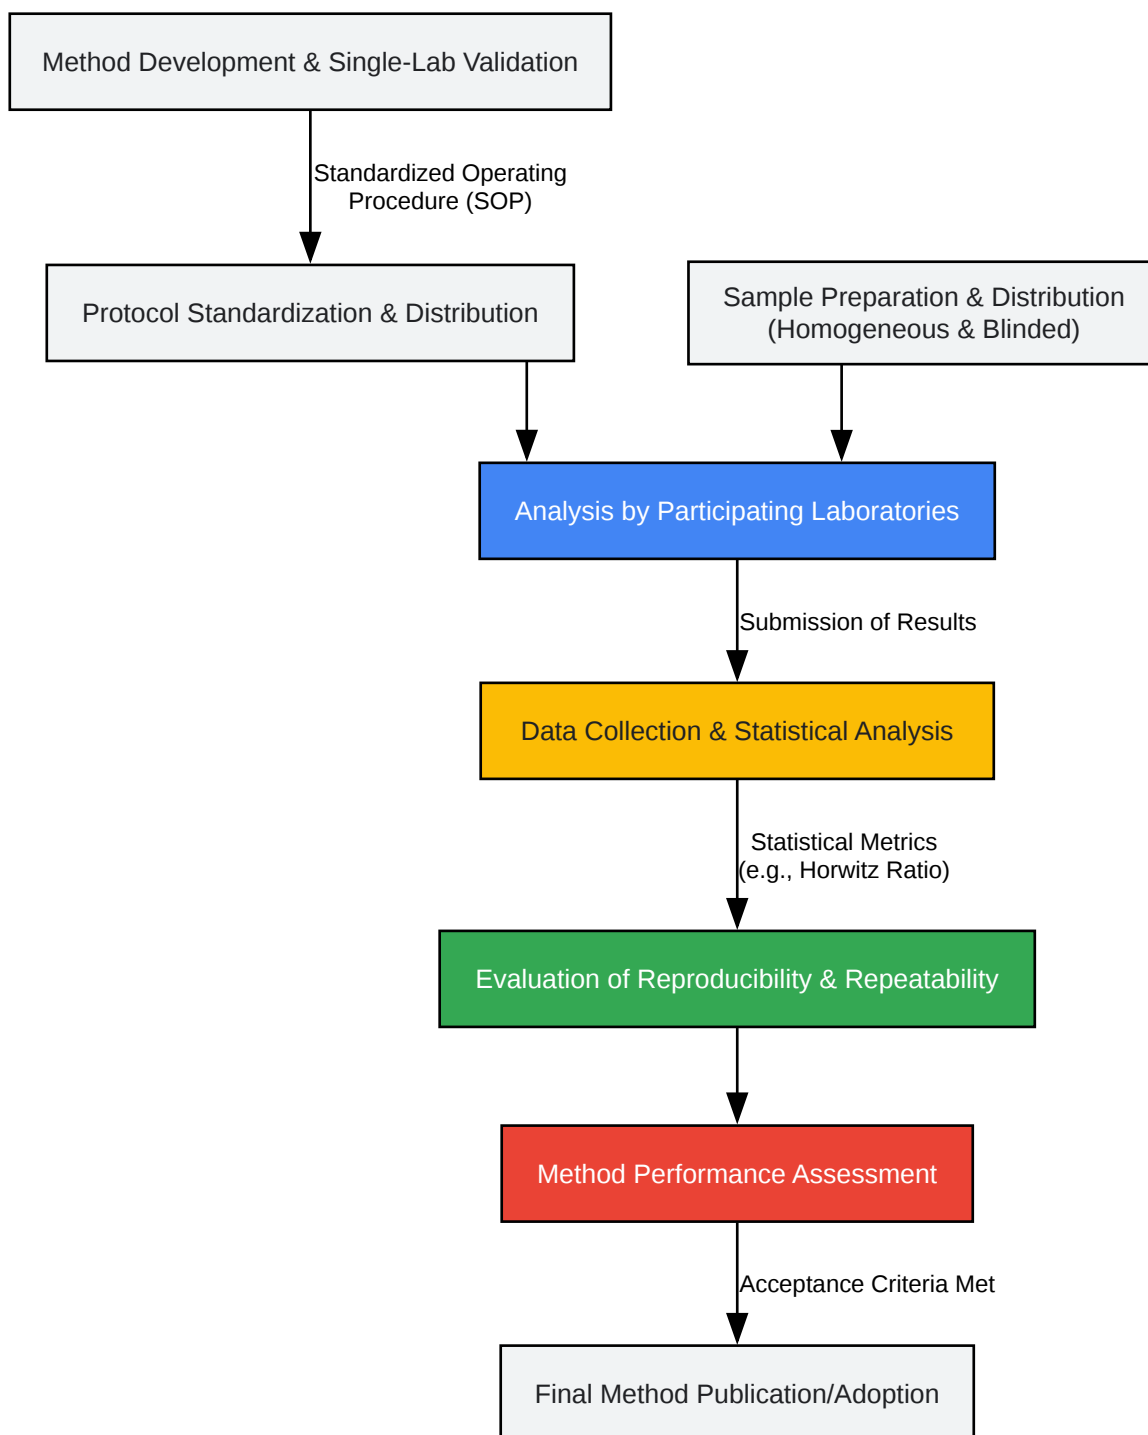 Method Development & Single-Lab Validation
Standardized Operating
Procedure (SOP)
Protocol Standardization & Distribution
Sample Preparation & Distribution
(Homogeneous & Blinded)
Analysis by Participating Laboratories
Submission of Results
Data Collection & Statistical Analysis
Statistical Metrics
(e.g., Horwitz Ratio)
Evaluation of Reproducibility & Repeatability
Method Performance Assessment
Acceptance Criteria Met
Final Method Publication/Adoption